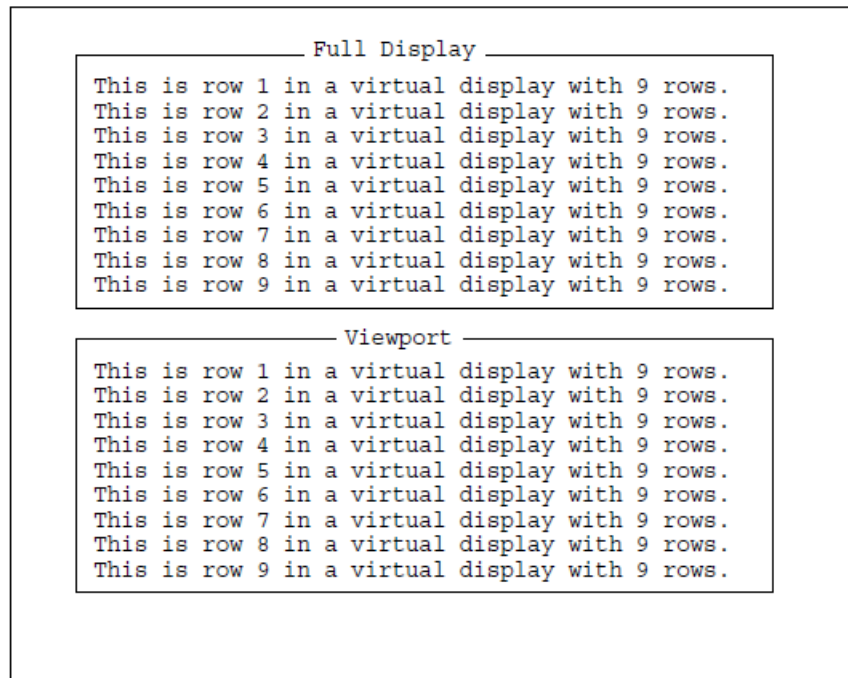 Full Display
This is row 1 in a virtual display with 9 rows.
This is row 2 in a virtual display with 9 rows.
This is row 3 in a virtual display with 9 rows.
This is row 4 in a virtual display with 9 rows.
This is row 5 in a virtual display with 9 rows.
This is row 6 in a virtual display with 9 rows.
This is row 7 in a virtual display with 9 rows.
This is row 8 in a virtual display with 9 rows.
This is row 9 in a virtual display with 9 rows.
Viewport
This is row 1 in a virtual display with 9 rows.
This is row 2 in a virtual display with 9 rows.
This is row 3 in a virtual display with 9 rows.
This is row 4 in a virtual display with 9 rows.
This is row 5 in a virtual display with 9 rows.
This is row 6 in a virtual display with 9 rows.
This is row 7 in a virtual display with 9 rows.
This is row 8 in a virtual display with 9 rows.
This is row 9 in a virtual display with 9 rows.